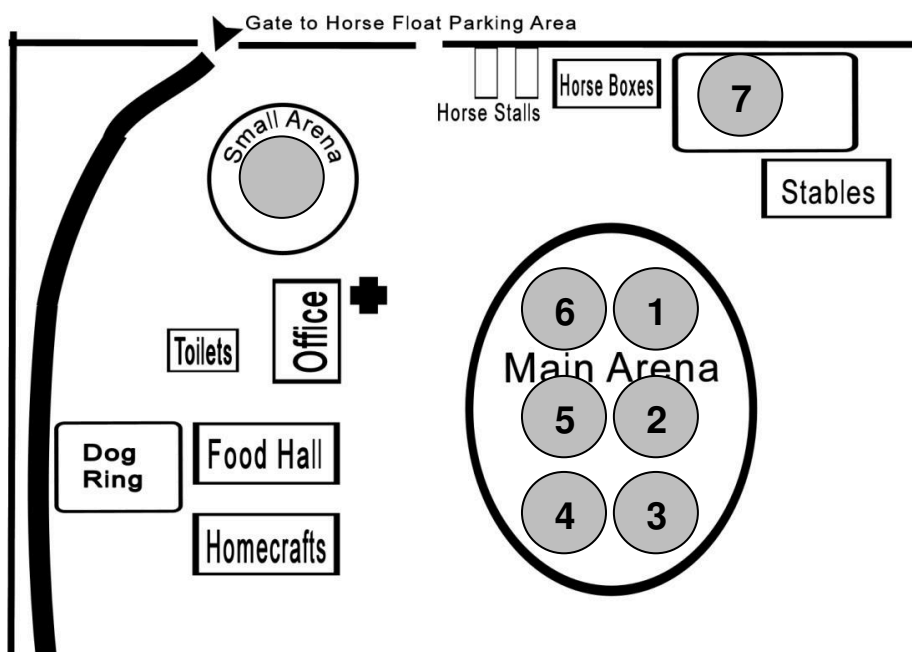 Gate to Horse Float Parking Area
Horse Stalls
Horse Boxes
7
Small Arena
Stables
6
1
Main Arena
5
2
4
3
Office
Toilets
Dog
Ring
Food Hall
Homecrafts